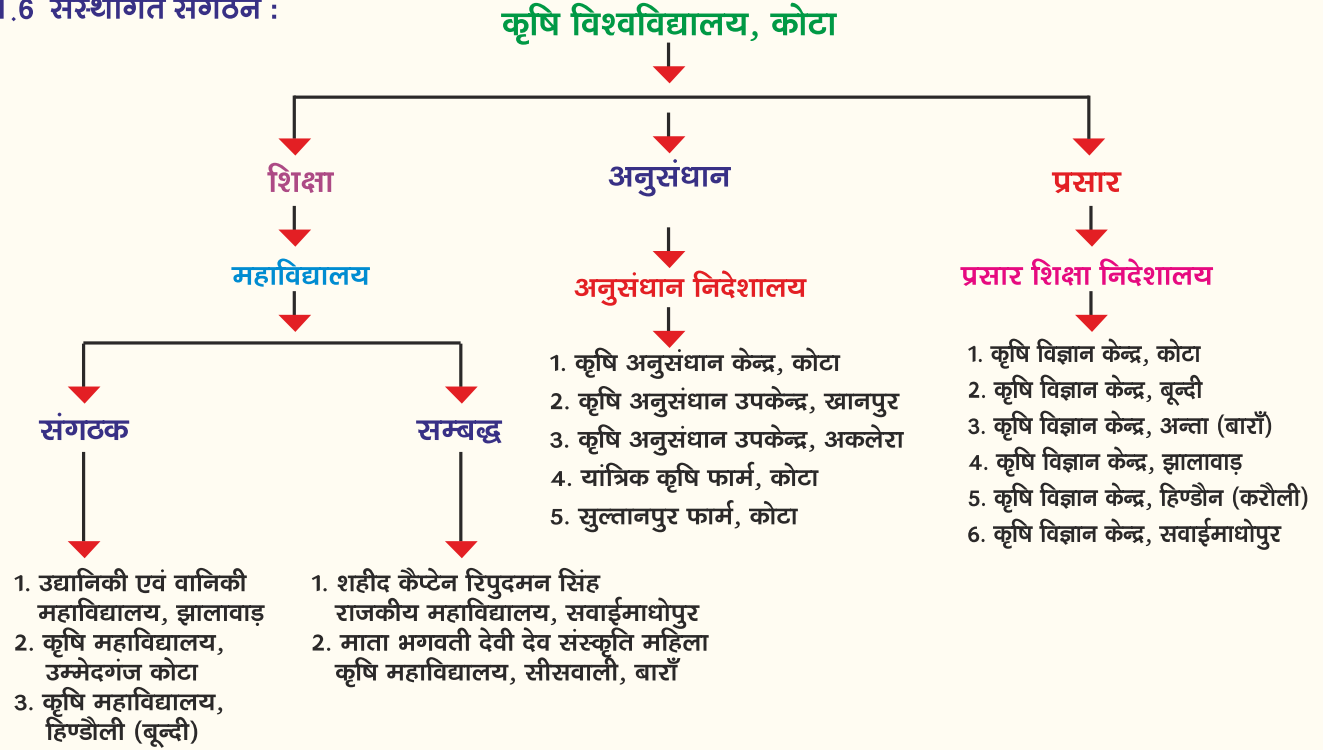 1.6 संस्थागत संगठन :
कृषि विश्वविद्यालय, कोटा
शिक्षा
अनुसंधान
प्रसार
महाविद्यालय
अनुसंधान निदेशालय
प्रसार शिक्षा निदेशालय
संगठक
सम्बद्ध
1. उद्यानिकी एवं वानिकी
महाविद्यालय, झालावाड़
2. कृषि महाविद्यालय,
उम्मेदगंज कोटा
3. कृषि महाविद्यालय,
हिण्डौली (बून्दी)
1. शहीद कैप्टेन रिपुदमन सिंह
राजकीय महाविद्यालय, सवाईमाधोपुर
2. माता भगवती देवी देव संस्कृति महिला
कृषि महाविद्यालय, सीसवाली, बाराँ
1. कृषि अनुसंधान केन्द्र, कोटा
2. कृषि अनुसंधान उपकेन्द्र, खानपुर
3. कृषि अनुसंधान उपकेन्द्र, अकलेरा
4. यांत्रिक कृषि फार्म, कोटा
5. सुल्तानपुर फार्म, कोटा
1. कृषि विज्ञान केन्द्र, कोटा
2. कृषि विज्ञान केन्द्र, बून्दी
3. कृषि विज्ञान केन्द्र, अन्ता (बाराँ)
4. कृषि विज्ञान केन्द्र, झालावाड़
5. कृषि विज्ञान केन्द्र, हिण्डौन (करौली)
6. कृषि विज्ञान केन्द्र, सवाईमाधोपुर